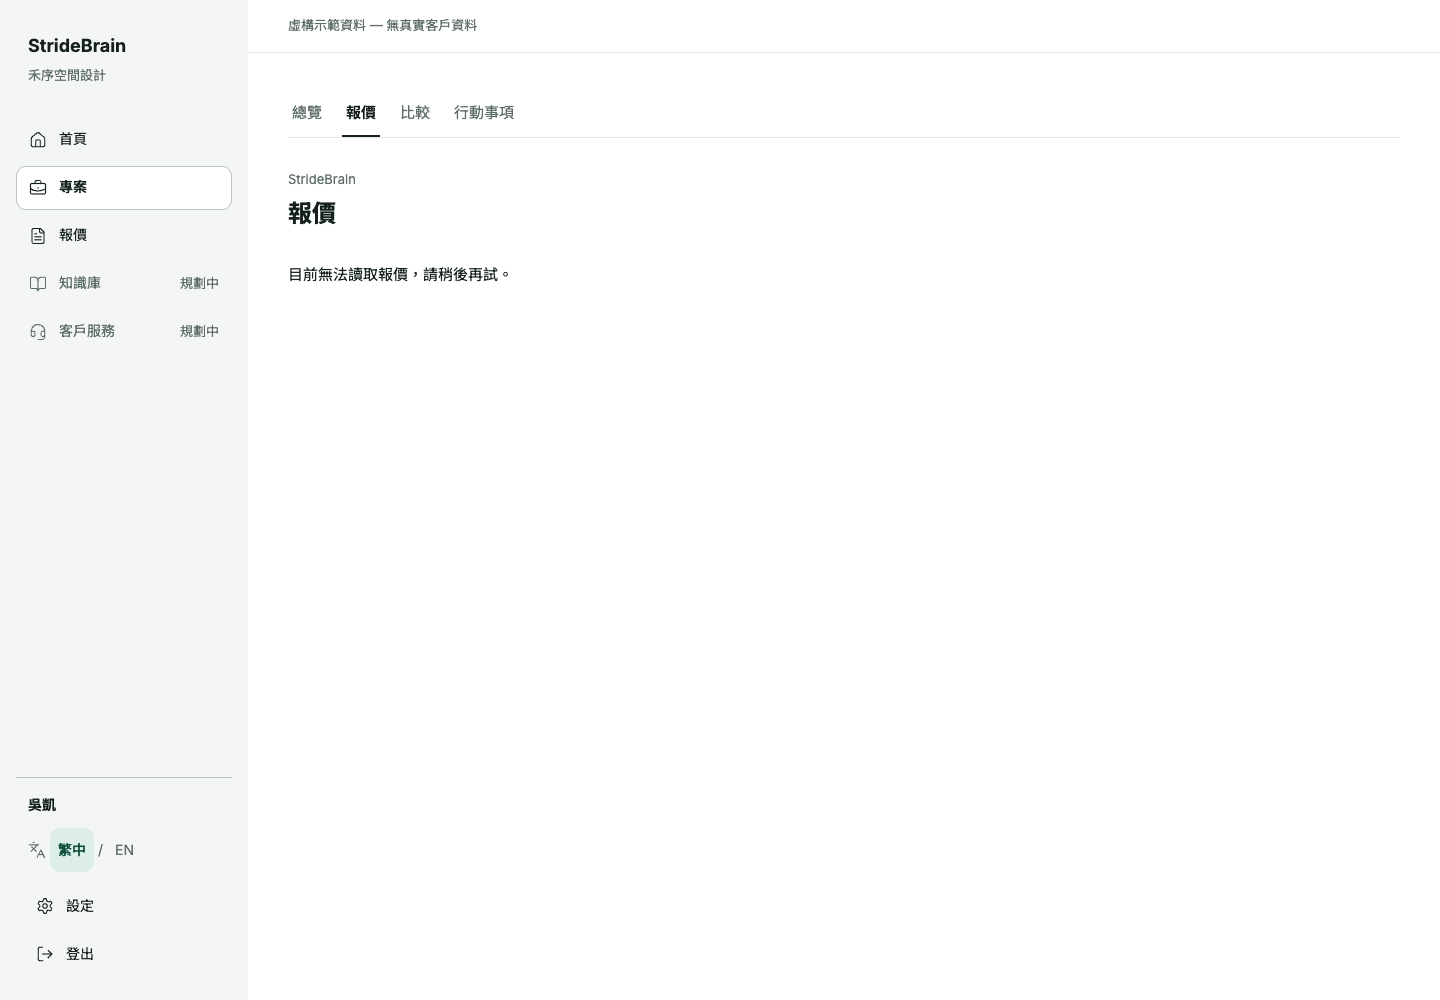 StrideBrain
禾序空間設計
首頁
專案
報價
知識庫 規劃中
客戶服務 規劃中
吳凱
繁中 / EN
設定
登出
虛構示範資料 — 無真實客戶資料
總覽 報價 比較 行動事項
StrideBrain
報價
目前無法讀取報價，請稍後再試。